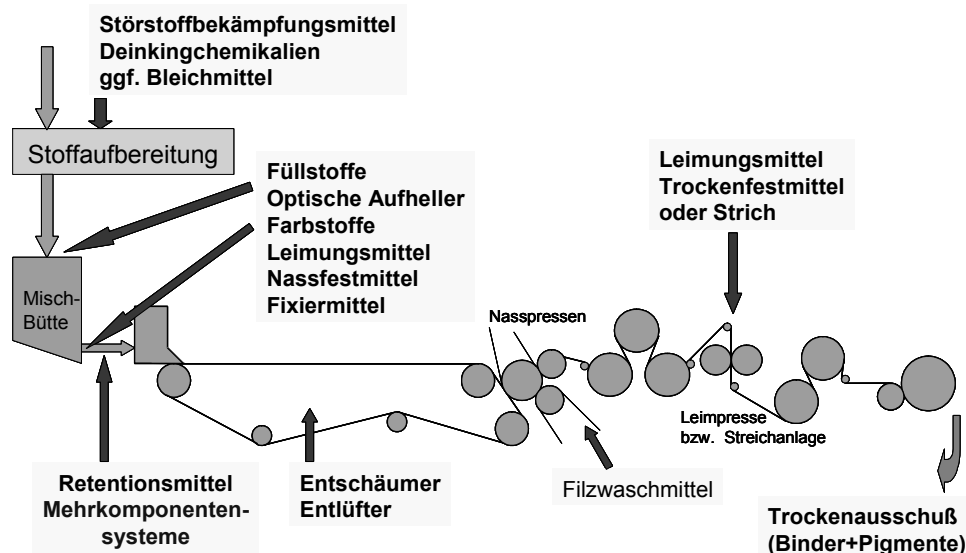 Störstoffbekämpfungsmittel
Deinkingchemikalien
ggf. Bleichmittel
Stoffaufbereitung
Füllstoffe
Optische Aufheller
Farbstoffe
Leimungsmittel
Nassfestmittel
Fixiermittel
Leimungsmittel
Trockenfestmittel
oder Strich
Misch-
Bütte
Nasspressen
Leimpresse
bzw. Streichanlage
Retentionsmittel
Mehrkomponenten-
systeme
Entschäumer
Entlüfter
Filzwaschmittel
Trockenausschuß
(Binder+Pigmente)